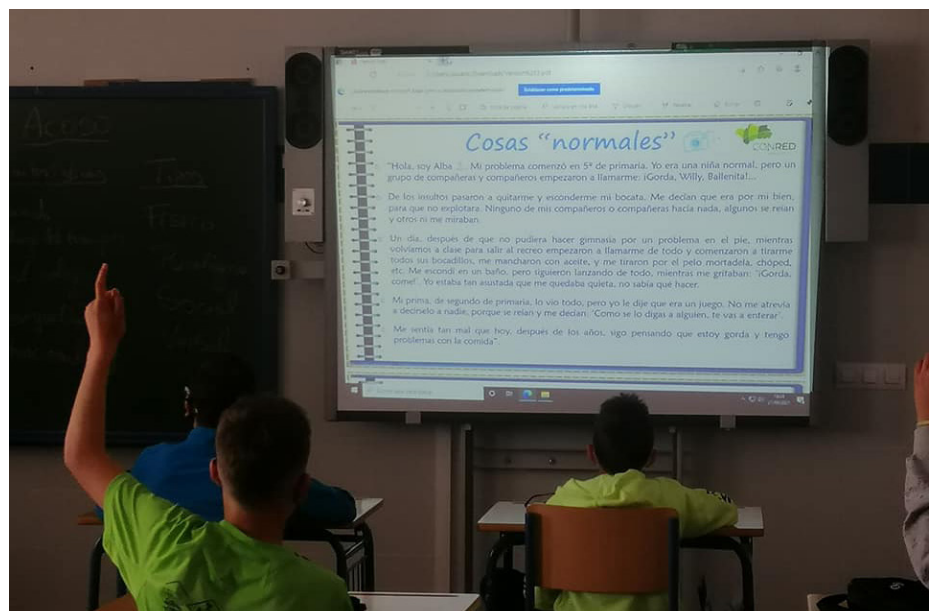 Acoso
Tipos
Establecer como predeterminado
Cosas “normales”
CONRED
“Hola, soy Alba. Mi problema comenzó en 5º de primaria. Yo era una niña normal, pero un
grupo de compañeras y compañeros empezaron a llamarme: ¡Gorda, Willy, Ballenita!...
De los insultos pasaron a quitarme y esconderme mi bocata. Me decían que era por mi bien,
para que no explotara. Ninguno de mis compañeros o compañeras hacía nada, algunos se reían
y otros ni me miraban.
Un día, después de que no pudiera hacer gimnasia por un problema en el pie, mientras
volvíamos a clase para salir al recreo empezaron a llamarme de todo y comenzaron a tirarme
todos sus bocadillos, me mancharon con aceite, y me tiraron por el pelo mortadela, chóped,
etc. Me escondí en un baño, pero siguieron lanzando de todo, mientras me gritaban: “¡Gorda,
come!”. Yo estaba tan asustada que me quedaba quieta, no sabía qué hacer.
Mi prima, de segundo de primaria, lo vio todo, pero yo le dije que era un juego. No me atrevía
a decírselo a nadie, porque se reían y me decían: “Como se lo digas a alguien, te vas a enterar”.
Me sentía tan mal que hoy, después de los años, sigo pensando que estoy gorda y tengo
problemas con la comida”